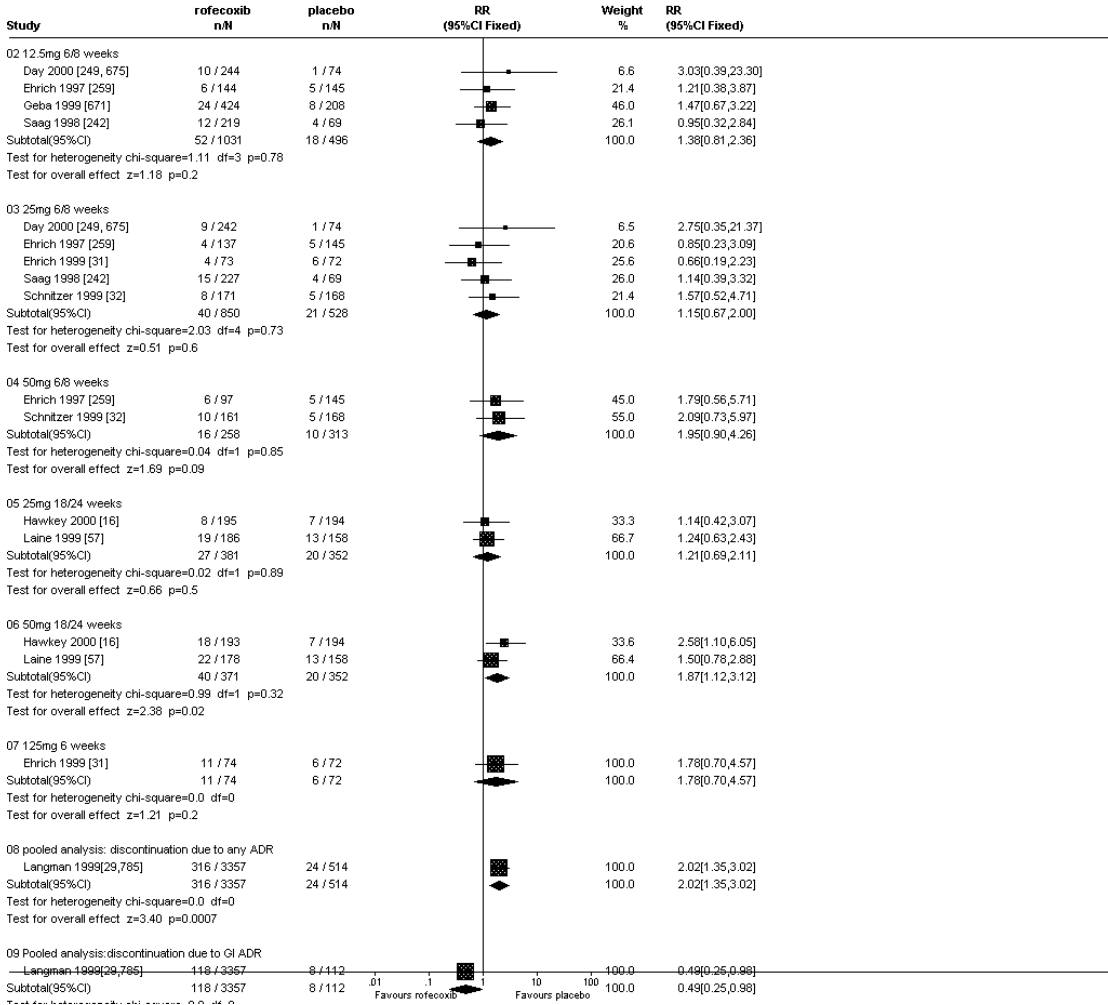 rofecoxib placebo RR Weight RR
Study n/N n/N (95%CI Fixed) % (95%CI Fixed)
02 12.5mg 6/8 weeks
Day 2000 [249, 675] 10 / 244 1 / 74 6.6 3.03[0.39,23.30]
Ehrich 1997 [259] 6 / 144 5 / 145 21.4 1.21[0.38,3.87]
Geba 1999 [671] 24 / 424 8 / 208 46.0 1.47[0.67,3.22]
Saag 1998 [242] 12 / 219 4 / 69 26.1 0.95[0.32,2.84]
Subtotal(95%CI) 52 / 1031 18 / 496 100.0 1.38[0.81,2.36]
Test for heterogeneity chi-square=1.11 df=3 p=0.78
Test for overall effect z=1.18 p=0.2
03 25mg 6/8 weeks
Day 2000 [249, 675] 9 / 242 1 / 74 6.5 2.75[0.35,21.37]
Ehrich 1997 [259] 4 / 137 5 / 145 20.6 0.85[0.23,3.09]
Ehrich 1999 [31] 4 / 73 6 / 72 25.6 0.66[0.19,2.23]
Saag 1998 [242] 15 / 227 4 / 69 26.0 1.14[0.39,3.32]
Schnitzer 1999 [32] 8 / 171 5 / 168 21.4 1.57[0.52,4.71]
Subtotal(95%CI) 40 / 850 21 / 528 100.0 1.15[0.67,2.00]
Test for heterogeneity chi-square=2.03 df=4 p=0.73
Test for overall effect z=0.51 p=0.6
04 50mg 6/8 weeks
Ehrich 1997 [259] 6 / 97 5 / 145 45.0 1.79[0.56,5.71]
Schnitzer 1999 [32] 10 / 161 5 / 168 55.0 2.09[0.73,5.97]
Subtotal(95%CI) 16 / 258 10 / 313 100.0 1.95[0.90,4.26]
Test for heterogeneity chi-square=0.04 df=1 p=0.85
Test for overall effect z=1.69 p=0.09
05 25mg 18/24 weeks
Hawkey 2000 [16] 8 / 195 7 / 194 33.3 1.14[0.42,3.07]
Laine 1999 [57] 19 / 186 13 / 158 66.7 1.24[0.63,2.43]
Subtotal(95%CI) 27 / 381 20 / 352 100.0 1.21[0.69,2.11]
Test for heterogeneity chi-square=0.02 df=1 p=0.89
Test for overall effect z=0.66 p=0.5
06 50mg 18/24 weeks
Hawkey 2000 [16] 18 / 193 7 / 194 33.6 2.58[1.10,6.05]
Laine 1999 [57] 22 / 178 13 / 158 66.4 1.50[0.78,2.88]
Subtotal(95%CI) 40 / 371 20 / 352 100.0 1.87[1.12,3.12]
Test for heterogeneity chi-square=0.99 df=1 p=0.32
Test for overall effect z=2.38 p=0.02
07 125mg 6 weeks
Ehrich 1999 [31] 11 / 74 6 / 72 100.0 1.78[0.70,4.57]
Subtotal(95%CI) 11 / 74 6 / 72 100.0 1.78[0.70,4.57]
Test for heterogeneity chi-square=0.0 df=0
Test for overall effect z=1.21 p=0.2
08 pooled analysis: discontinuation due to any ADR
Langman 1999[29,785] 316 / 3357 24 / 514 100.0 2.02[1.35,3.02]
Subtotal(95%CI) 316 / 3357 24 / 514 100.0 2.02[1.35,3.02]
Test for heterogeneity chi-square=0.0 df=0
Test for overall effect z=3.40 p=0.0007
09 Pooled analysis:discontinuation due to GI ADR
Langman 1999[29,785] 118 / 3357 8 / 112 100.0 0.49[0.25,0.98]
Subtotal(95%CI) 118 / 3357 8 / 112 100.0 0.49[0.25,0.98]
.01 .1 1 10 100
Favours rofecoxib Favours placebo